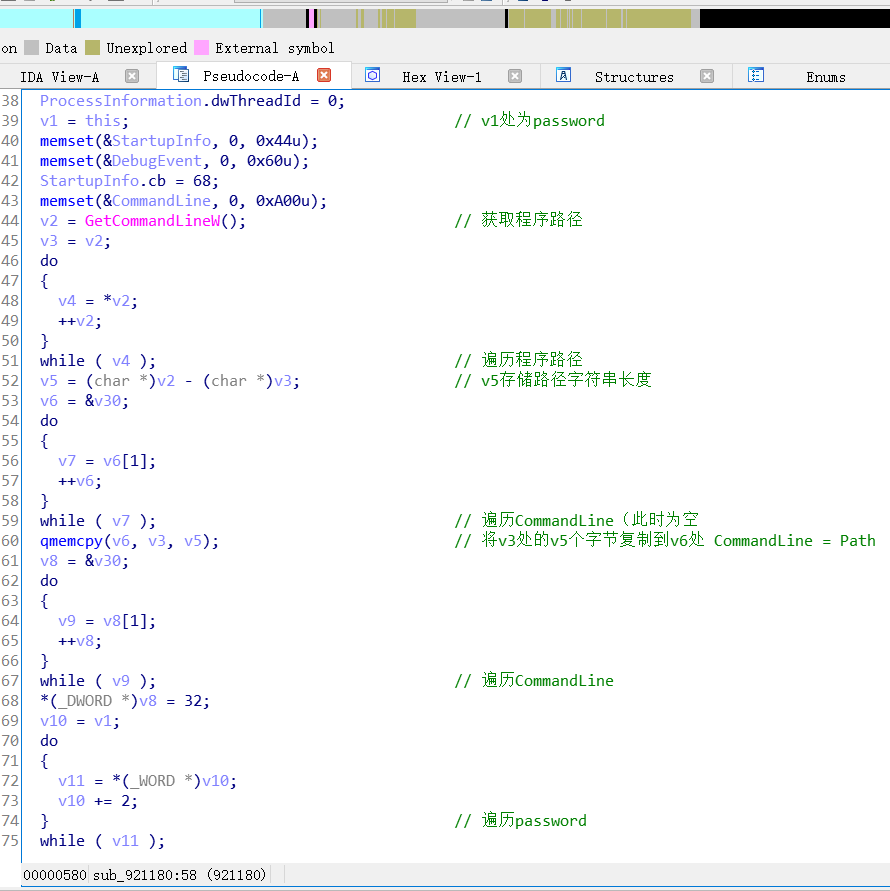 on Data Unexplored External symbol
IDA View-A Pseudocode-A Hex View-1 Structures Enums
38 ProcessInformation.dwThreadId = 0;
39 v1 = this; // v1处为password
40 memset(&StartupInfo, 0, 0x44u);
41 memset(&DebugEvent, 0, 0x60u);
42 StartupInfo.cb = 68;
43 memset(&CommandLine, 0, 0xA00u);
44 v2 = GetCommandLineW(); // 获取程序路径
45 v3 = v2;
46 do
47 {
48 v4 = *v2;
49 ++v2;
50 }
51 while ( v4 ); // 遍历程序路径
52 v5 = (char *)v2 - (char *)v3; // v5存储路径字符串长度
53 v6 = &v30;
54 do
55 {
56 v7 = v6[1];
57 ++v6;
58 }
59 while ( v7 ); // 遍历CommandLine（此时为空
60 qmemcpy(v6, v3, v5); // 将v3处的v5个字节复制到v6处 CommandLine = Path
61 v8 = &v30;
62 do
63 {
64 v9 = v8[1];
65 ++v8;
66 }
67 while ( v9 ); // 遍历CommandLine
68 *(_DWORD *)v8 = 32;
69 v10 = v1;
70 do
71 {
72 v11 = *(_WORD *)v10;
73 v10 += 2;
74 } // 遍历password
75 while ( v11 );
00000580 sub_921180:58 (921180)